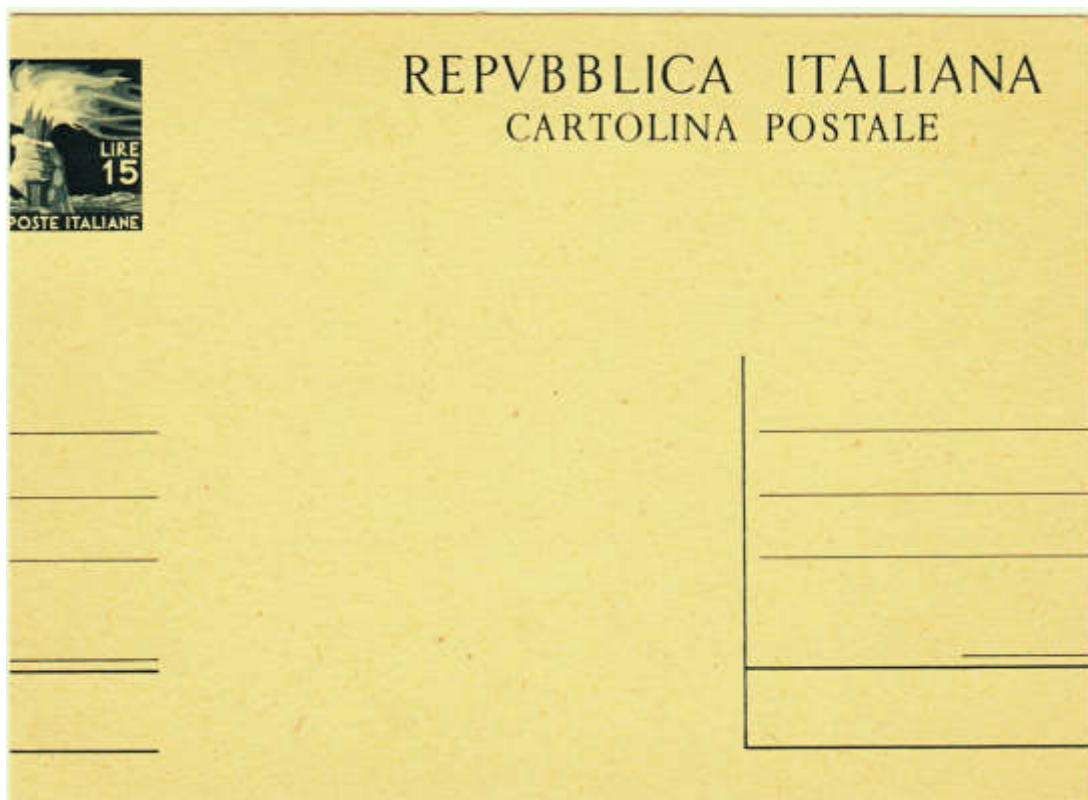 REPVBBLICA ITALIANA
CARTOLINA POSTALE
LIRE
15
POSTE ITALIANE